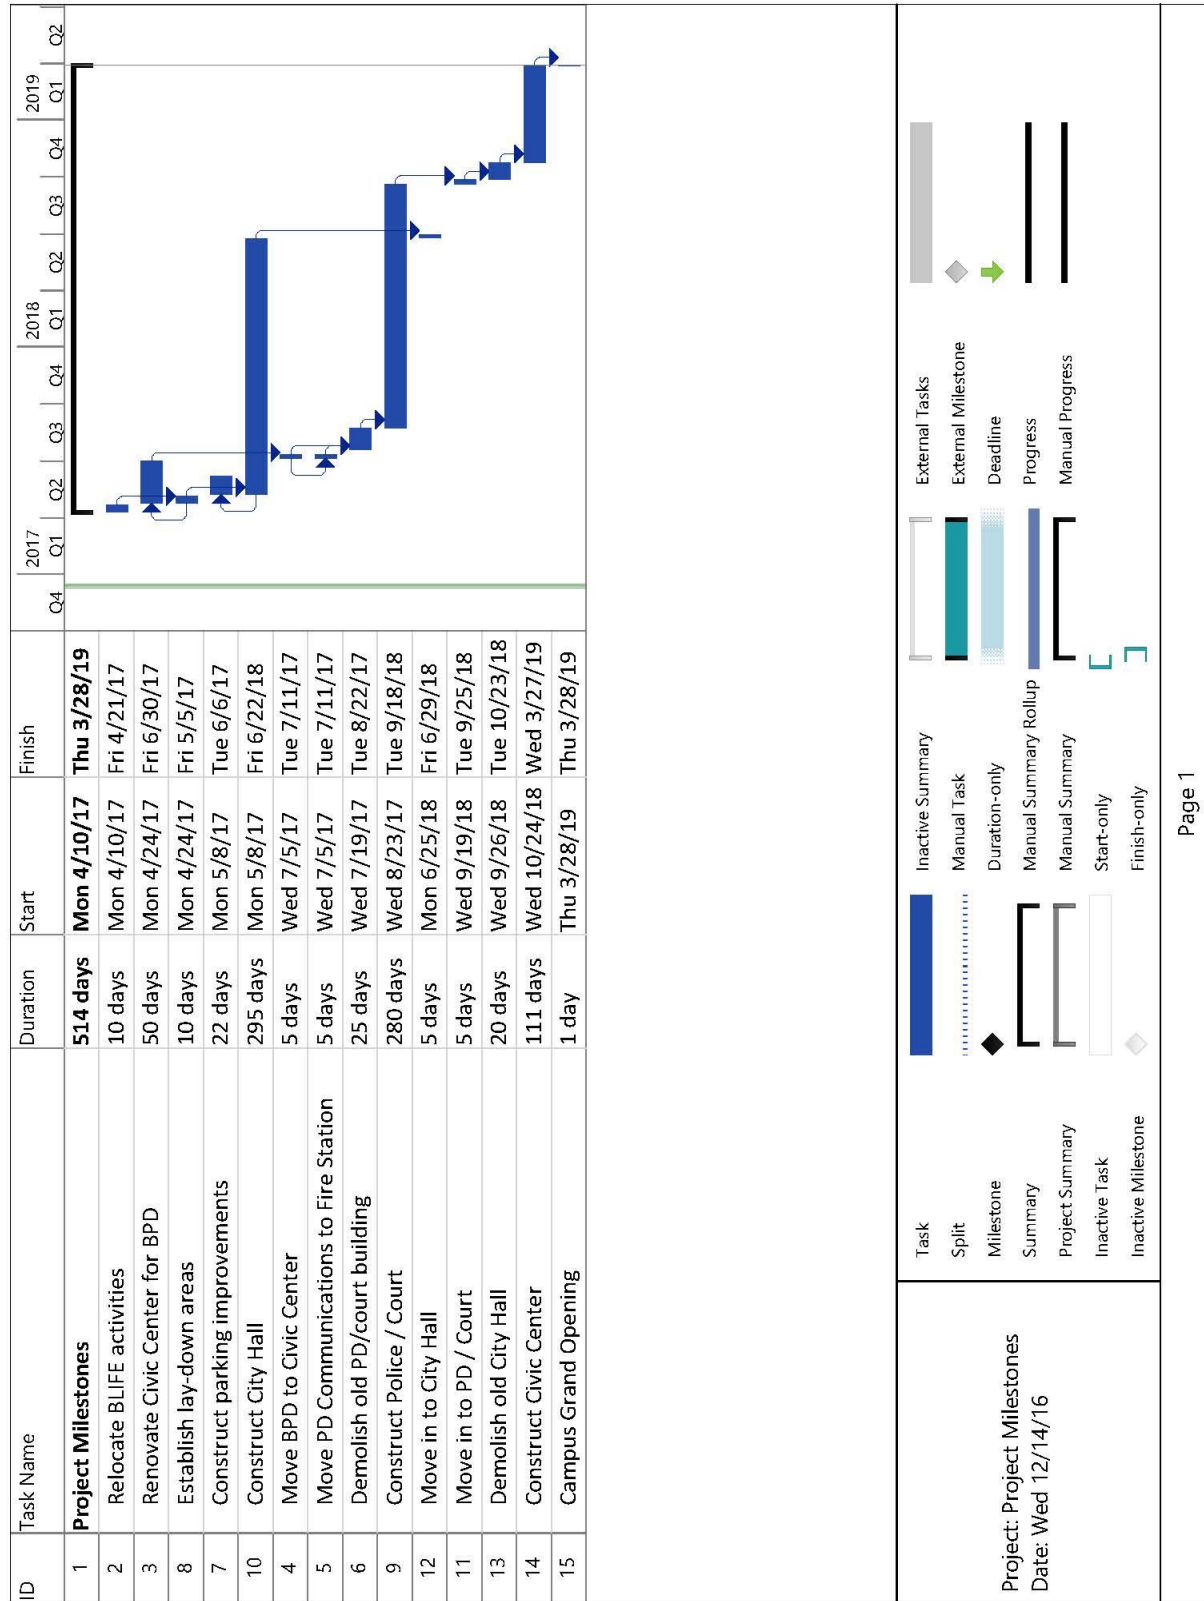 ID Task Name Duration Start Finish
2017 2018 2019
Q4 Q1 Q2 Q3 Q4 Q1 Q2 Q3 Q4 Q1 Q2
1 Project Milestones 514 days Mon 4/10/17 Thu 3/28/19
2 Relocate BLIFE activities 10 days Mon 4/10/17 Fri 4/21/17
3 Renovate Civic Center for BPD 50 days Mon 4/24/17 Fri 6/30/17
8 Establish lay-down areas 10 days Mon 4/24/17 Fri 5/5/17
7 Construct parking improvements 22 days Mon 5/8/17 Tue 6/6/17
10 Construct City Hall 295 days Mon 5/8/17 Fri 6/22/18
4 Move BPD to Civic Center 5 days Wed 7/5/17 Tue 7/11/17
5 Move PD Communications to Fire Station 5 days Wed 7/5/17 Tue 7/11/17
6 Demolish old PD/court building 25 days Wed 7/19/17 Tue 8/22/17
9 Construct Police / Court 280 days Wed 8/23/17 Tue 9/18/18
12 Move in to City Hall 5 days Mon 6/25/18 Fri 6/29/18
11 Move in to PD / Court 5 days Wed 9/19/18 Tue 9/25/18
13 Demolish old City Hall 20 days Wed 9/26/18 Tue 10/23/18
14 Construct Civic Center 111 days Wed 10/24/18 Wed 3/27/19
15 Campus Grand Opening 1 day Thu 3/28/19 Thu 3/28/19
Project: Project Milestones
Date: Wed 12/14/16
Task
Split
Milestone
Summary
Project Summary
Inactive Task
Inactive Milestone
Inactive Summary
Manual Task
Duration-only
Manual Summary Rollup
Manual Summary
Start-only
Finish-only
External Tasks
External Milestone
Deadline
Progress
Manual Progress
Page 1